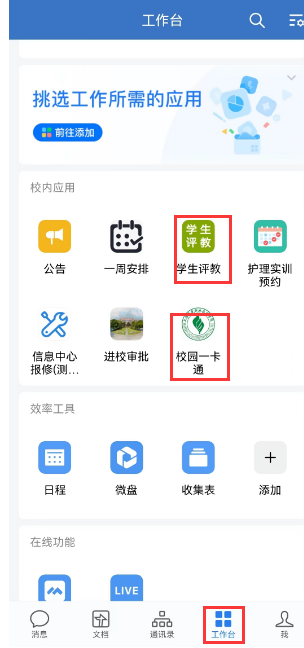 工作台
挑选工作所需的应用
前往添加
校内应用
学生
评教
公告
一周安排
学生评教
护理实训
预约
信息中心
报修(测...
进校审批
校园一卡
通
效率工具
日程
微盘
收集表
添加
在线功能
LIVE
消息
文档
通讯录
工作台
我